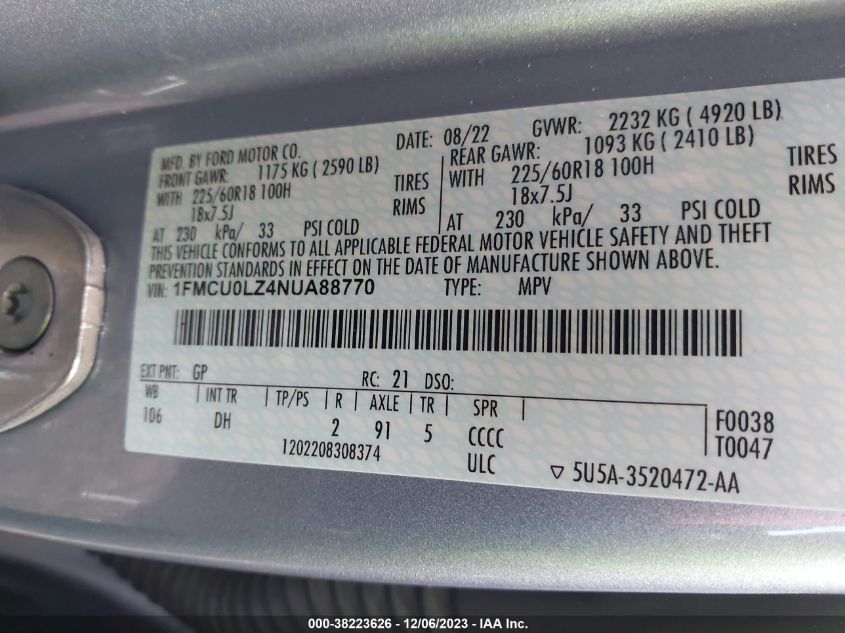 MFD. BY FORD MOTOR CO. DATE: 08/22 GVWR: 2232 KG ( 4920 LB)
FRONT GAWR: 1175 KG ( 2590 LB) REAR GAWR: 1093 KG ( 2410 LB)
WITH 225/60R18 100H TIRES WITH 225/60R18 100H TIRES
18x7.5J RIMS 18x7.5J RIMS
AT 230 kPa/ 33 PSI COLD AT 230 kPa/ 33 PSI COLD
THIS VEHICLE CONFORMS TO ALL APPLICABLE FEDERAL MOTOR VEHICLE SAFETY AND THEFT
PREVENTION STANDARDS IN EFFECT ON THE DATE OF MANUFACTURE SHOWN ABOVE.
VIN: 1FMCU0LZ4NUA88770 TYPE: MPV
EXT PNT: GP RC: 21 DSO:
WB | INT TR | TP/PS | R | AXLE | TR | SPR | F0038
106 DH 2 91 5 CCCC T0047
1202208308374 ULC ▽ 5U5A-3520472-AA
000-38223626 - 12/06/2023 - IAA Inc.